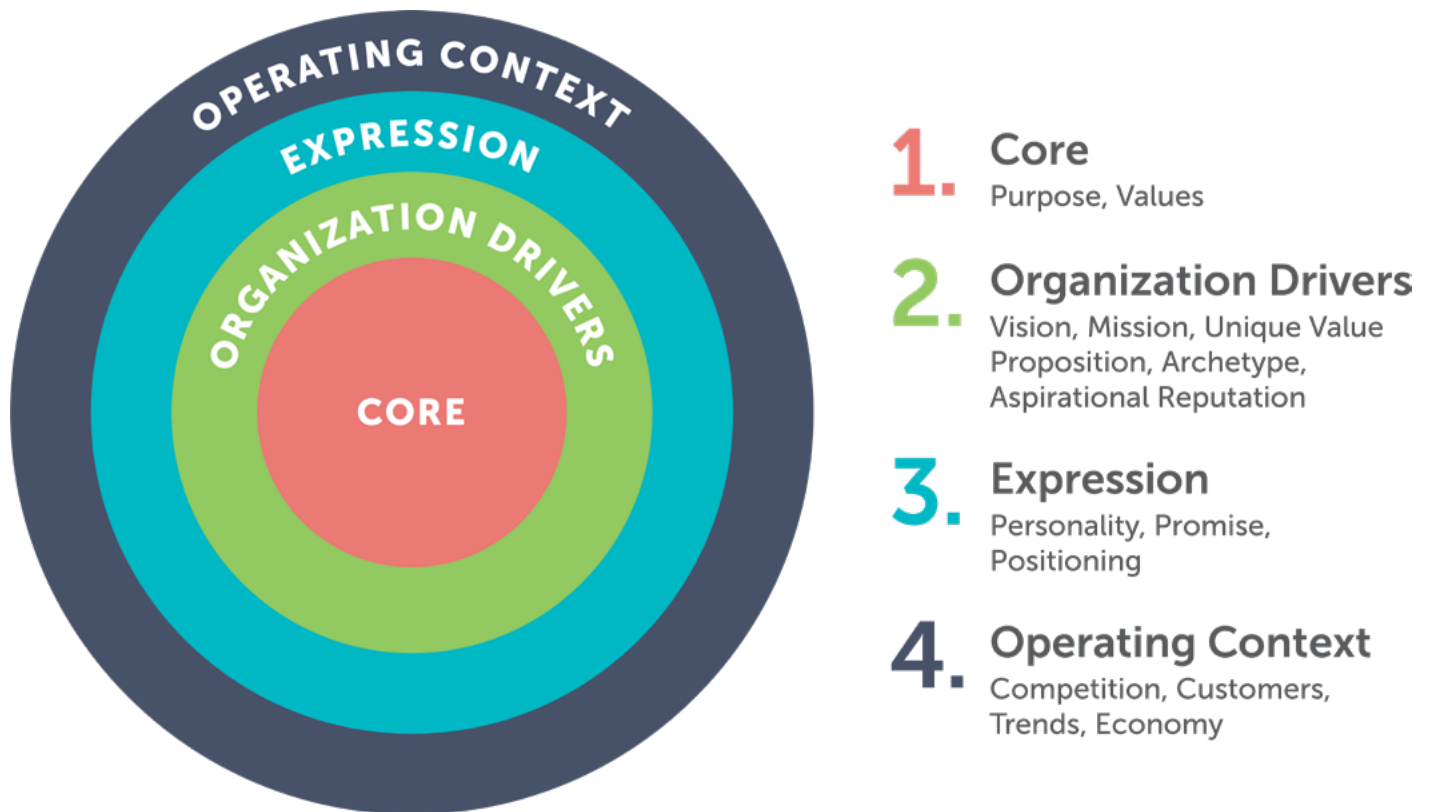 OPERATING CONTEXT
EXPRESSION
ORGANIZATION DRIVERS
CORE
1. Core
Purpose, Values
2. Organization Drivers
Vision, Mission, Unique Value
Proposition, Archetype,
Aspirational Reputation
3. Expression
Personality, Promise,
Positioning
4. Operating Context
Competition, Customers,
Trends, Economy